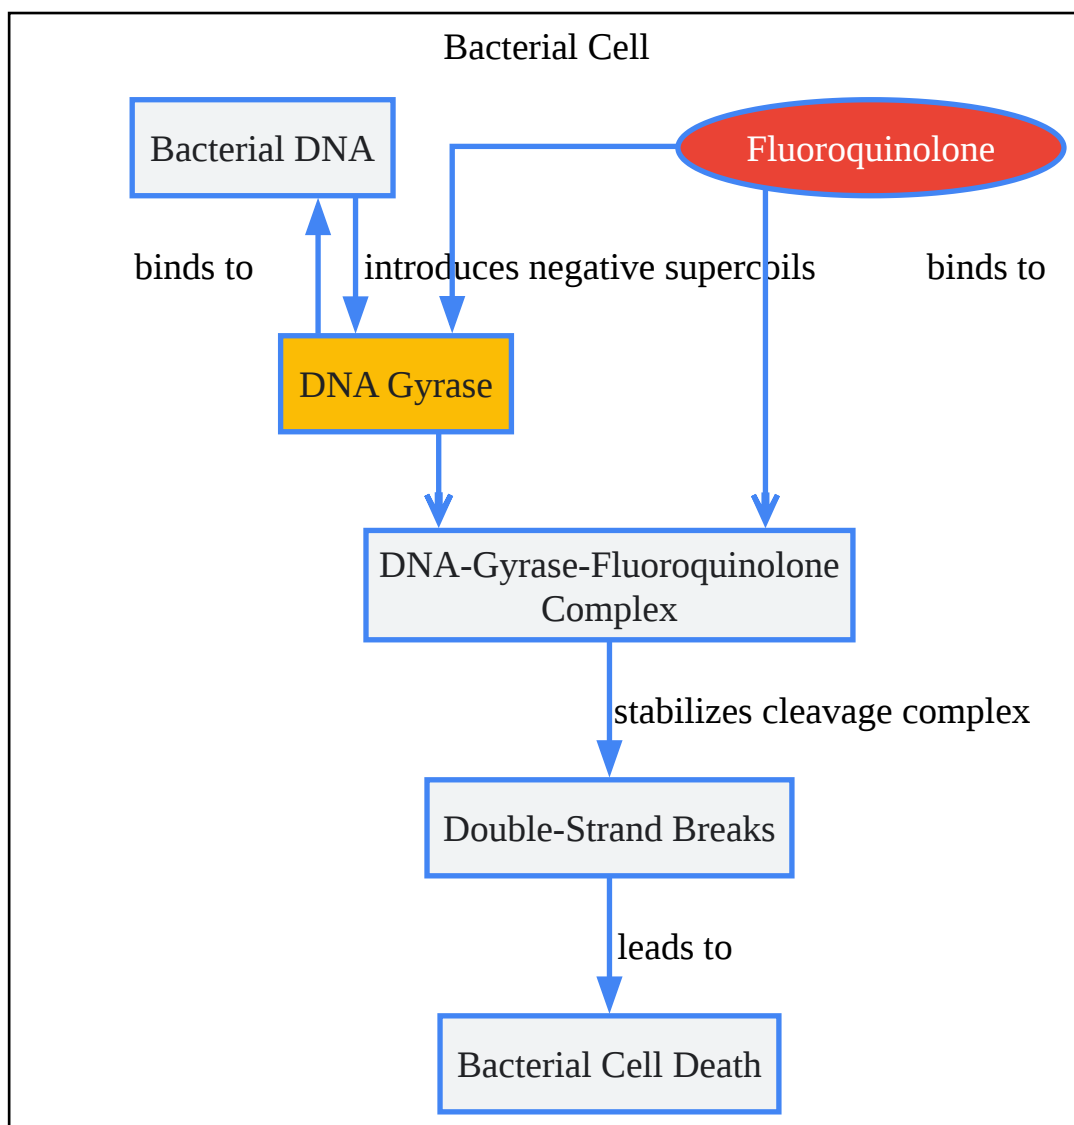 Bacterial Cell
Bacterial DNA
Fluoroquinolone
binds to
introduces negative supercoils
binds to
DNA Gyrase
DNA-Gyrase-Fluoroquinolone
Complex
stabilizes cleavage complex
Double-Strand Breaks
leads to
Bacterial Cell Death